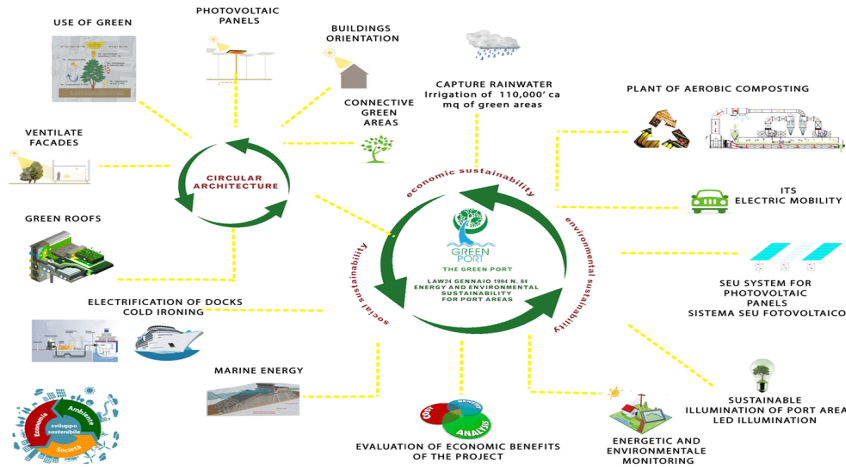 USE OF GREEN
PHOTOVOLTAIC
PANELS
BUILDINGS
ORIENTATION
CONNECTIVE
GREEN
AREAS
VENTILATE
FACADES
CIRCULAR
ARCHITECTURE
GREEN ROOFS
CAPTURE RAINWATER
Irrigation of 110,000' ca
mq of green areas
PLANT OF AEROBIC COMPOSTING
ITS
ELECTRIC MOBILITY
economic sustainability
environmental sustainability
social sustainability
GREEN
PORT
THE GREEN PORT
LAW24 GENNAIO 1994 N. 84
ENERGY AND ENVIRONMENTAL
SUSTAINABILITY
FOR PORT AREAS
SEU SYSTEM FOR
PHOTOVOLTAIC
PANELS
SISTEMA SEU FOTOVOLTAICO
ELECTRIFICATION OF DOCKS
COLD IRONING
MARINE ENERGY
Economia
Ambiente
sviluppo
sostenibile
Società
COST
BENEFIT
ANALYSIS
EVALUATION OF ECONOMIC BENEFITS
OF THE PROJECT
ENERGETIC AND
ENVIRONMENTALE
MONITORING
SUSTAINABLE
ILLUMINATION OF PORT AREA
LED ILLUMINATION